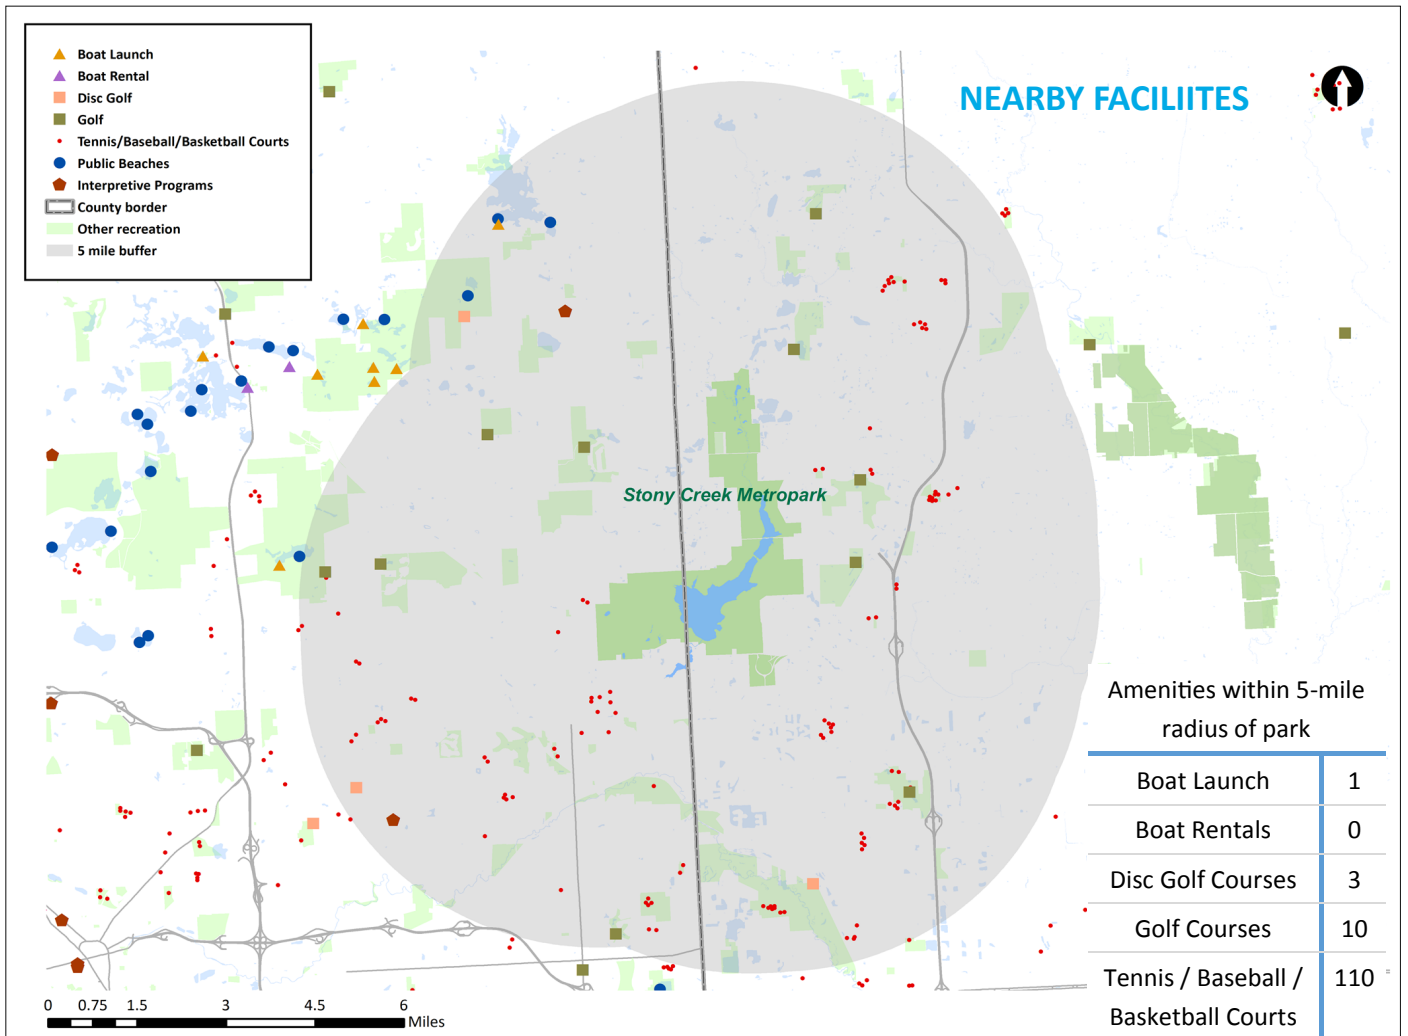 Boat Launch
Boat Rental
Disc Golf
Golf
Tennis/Baseball/Basketball Courts
Public Beaches
Interpretive Programs
County border
Other recreation
5 mile buffer
NEARBY FACILIITES
Stony Creek Metropark
Amenities within 5-mile
radius of park
Boat Launch 1
Boat Rentals 0
Disc Golf Courses 3
Golf Courses 10
Tennis / Baseball / 110
Basketball Courts
0 0.75 1.5 3 4.5 6
Miles